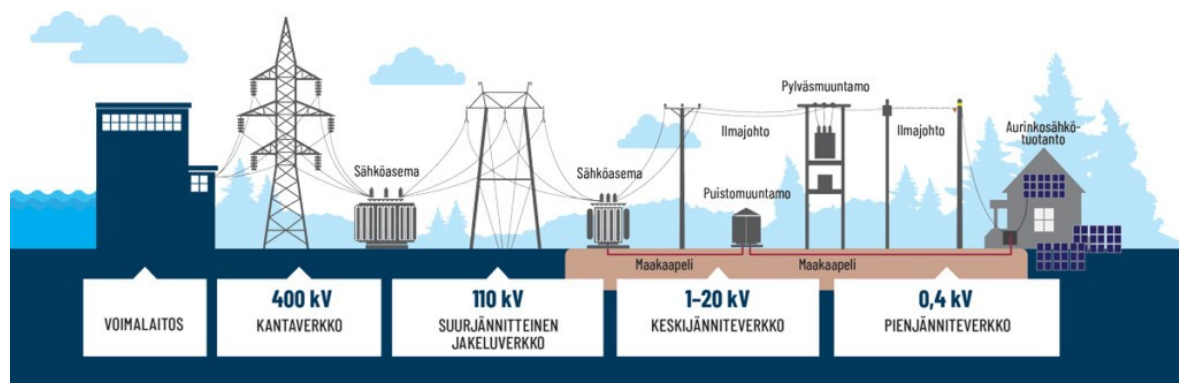 Pylväsmuuntamo
Ilmajohto
Ilmajohto
Aurinkosähkö-
tuotanto
Sähköasema
Sähköasema
Puistomuuntamo
Maakaapeli
Maakaapeli
VOIMALAITOS
400 kV
KANTAVERKKO
110 kV
SUURJÄNNITTEINEN
JAKELUVERKKO
1–20 kV
KESKIJÄNNITEVERKKO
0,4 kV
PIENJÄNNITEVERKKO